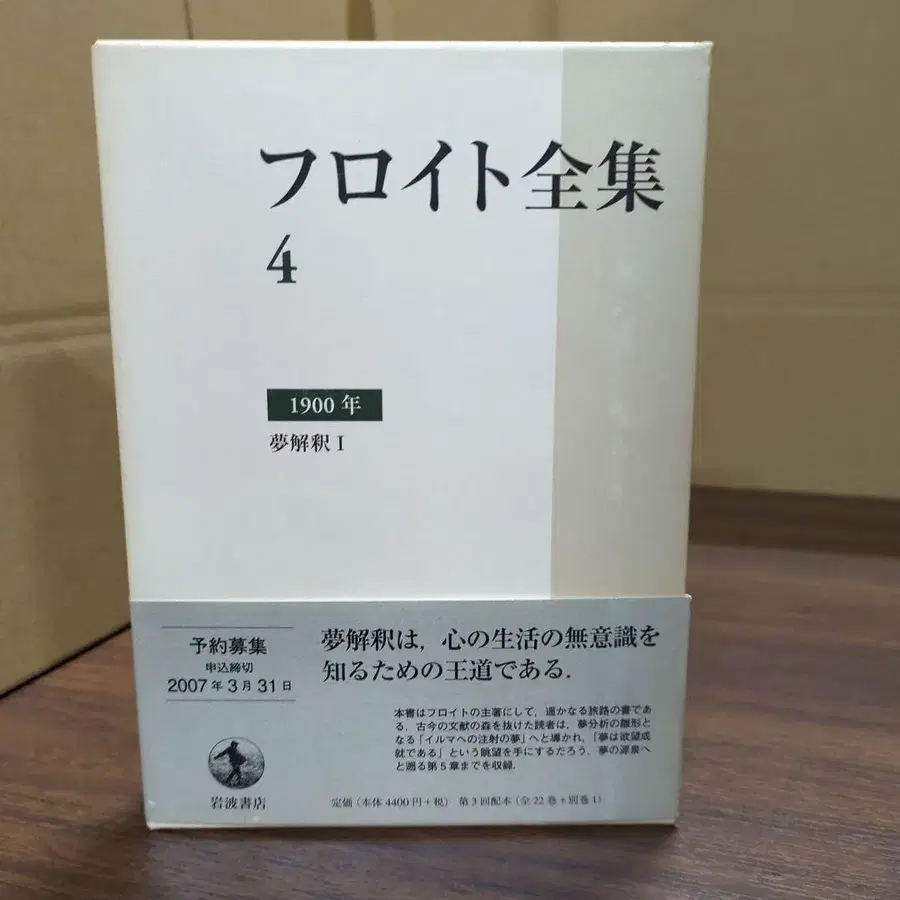 フロイト全集
4
1900年
夢解釈 I
予約募集
申込締切
2007年3月31日
岩波書店
夢解釈は，心の生活の無意識を
知るための王道である．
本書はフロイトの主著にして，遥かなる旅路の書であ
る．古今の文献の森を抜けた読者は，夢分析の雛形と
なる「イルマへの注射の夢」へと導かれ，「夢は欲望成
就である」という眺望を手にするだろう．夢の源泉へ
と遡る第5章までを収録．
定価（本体4400円＋税） 第3回配本（全22巻＋別巻1）